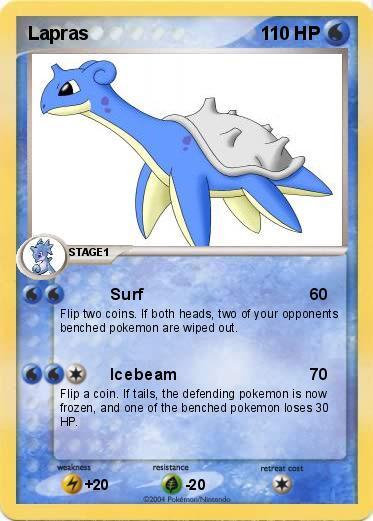 Lapras 110 HP
STAGE1
Surf 60
Flip two coins. If both heads, two of your opponents
benched pokemon are wiped out.
Icebeam 70
Flip a coin. If tails, the defending pokemon is now
frozen, and one of the benched pokemon loses 30
HP.
weakness resistance retreat cost
+20 -20
©2004 Pokémon/Nintendo